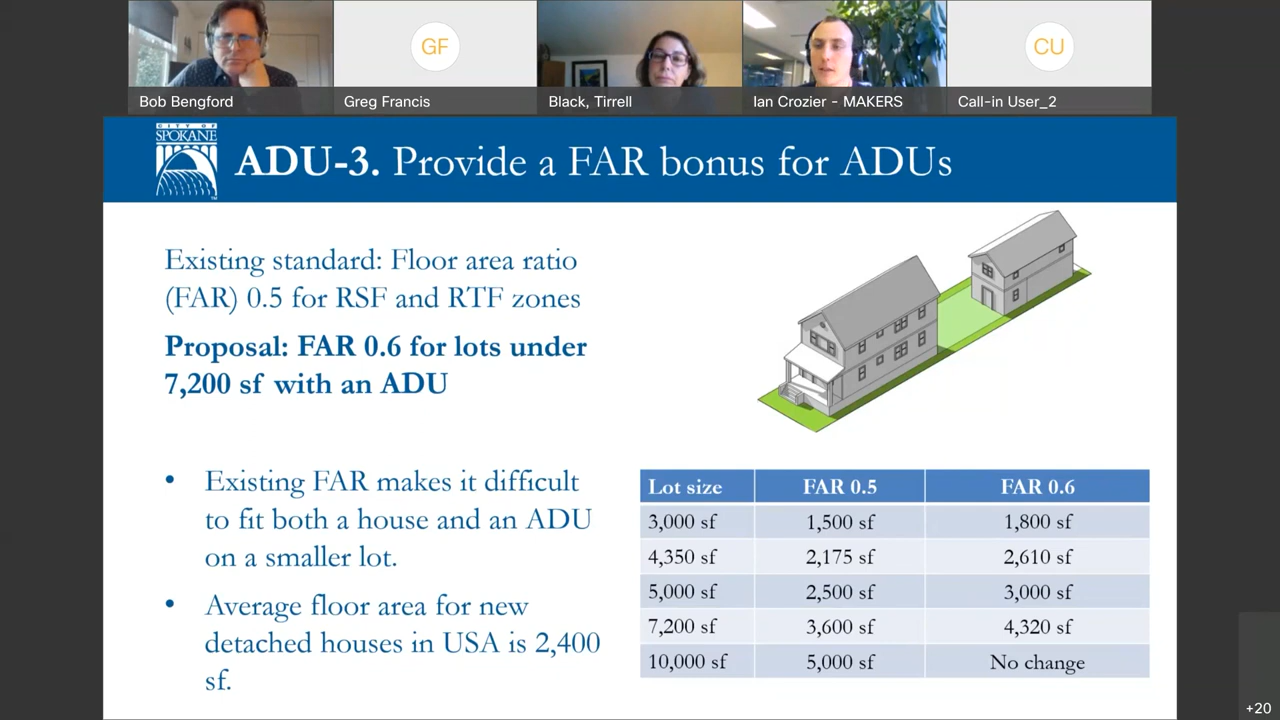 GF
CU
Bob Bengford
Greg Francis
Black, Tirrell
Ian Crozier - MAKERS
Call-in User_2
CITY OF
SPOKANE
ADU-3. Provide a FAR bonus for ADUs
Existing standard: Floor area ratio
(FAR) 0.5 for RSF and RTF zones
Proposal: FAR 0.6 for lots under
7,200 sf with an ADU
• Existing FAR makes it difficult
to fit both a house and an ADU
on a smaller lot.
• Average floor area for new
detached houses in USA is 2,400
sf.
Lot size FAR 0.5 FAR 0.6
3,000 sf 1,500 sf 1,800 sf
4,350 sf 2,175 sf 2,610 sf
5,000 sf 2,500 sf 3,000 sf
7,200 sf 3,600 sf 4,320 sf
10,000 sf 5,000 sf No change
+20